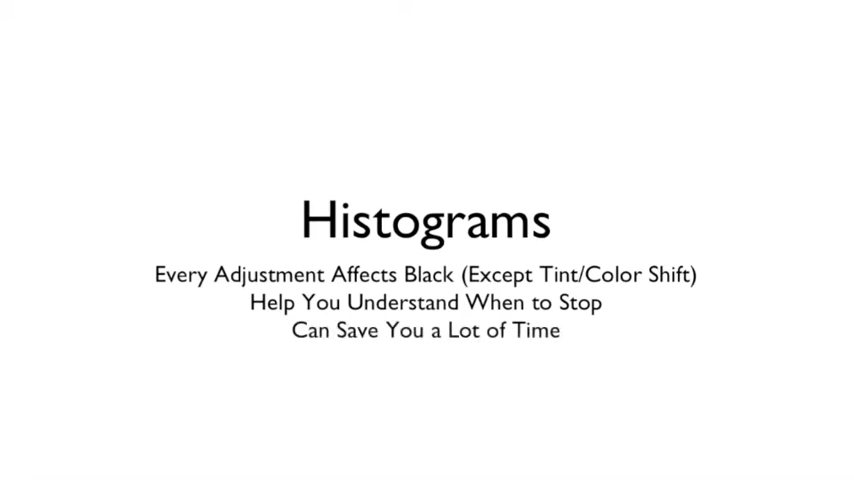 Histograms
Every Adjustment Affects Black (Except Tint/Color Shift)
Help You Understand When to Stop
Can Save You a Lot of Time